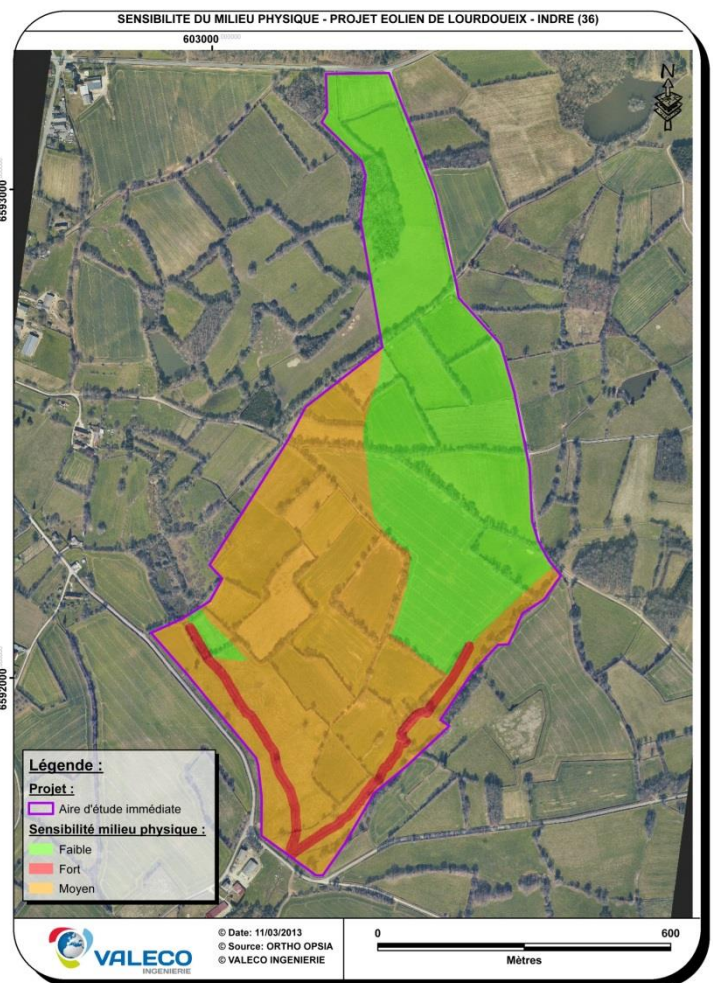 SENSIBILITE DU MILIEU PHYSIQUE - PROJET EOLIEN DE LOURDOUEIX - INDRE (36)
603000
N
6593000
6592000
Légende :
Projet :
Aire d'étude immédiate
Sensibilité milieu physique :
Faible
Fort
Moyen
VALECO
INGENIERIE
© Date: 11/03/2013
© Source: ORTHO OPSIA
© VALECO INGENIERIE
0 600
Mètres